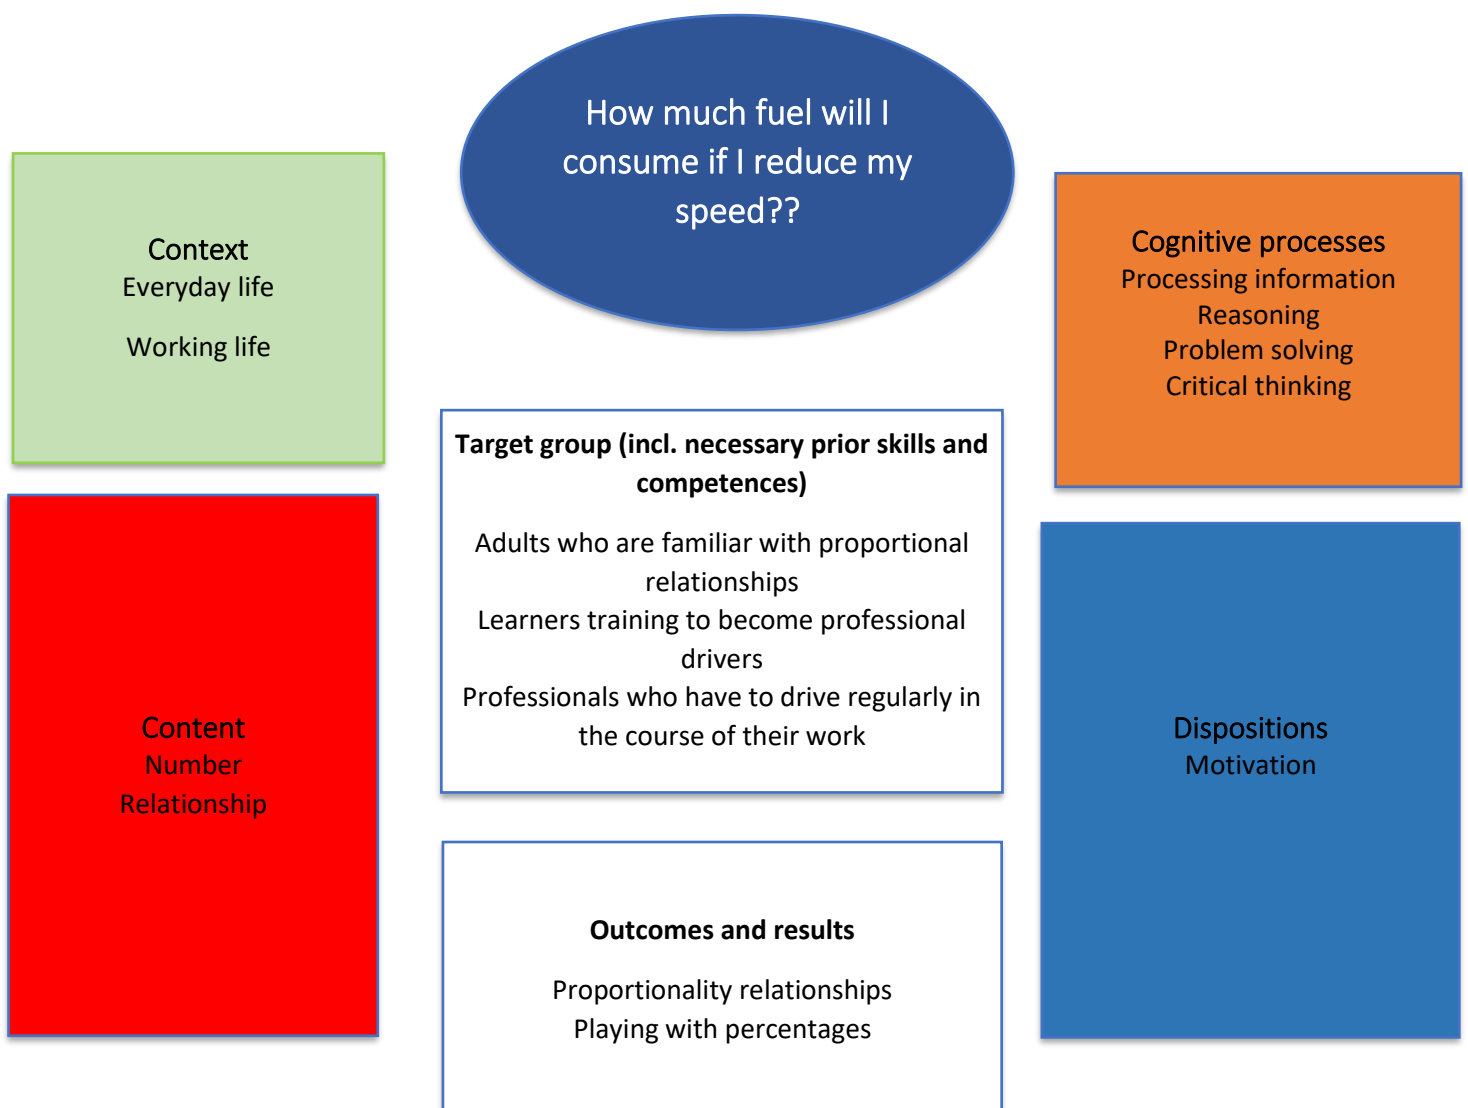 How much fuel will I
consume if I reduce my
speed??
Context
Everyday life
Working life
Cognitive processes
Processing information
Reasoning
Problem solving
Critical thinking
Target group (incl. necessary prior skills and
competences)
Adults who are familiar with proportional
relationships
Learners training to become professional
drivers
Professionals who have to drive regularly in
the course of their work
Content
Number
Relationship
Dispositions
Motivation
Outcomes and results
Proportionality relationships
Playing with percentages